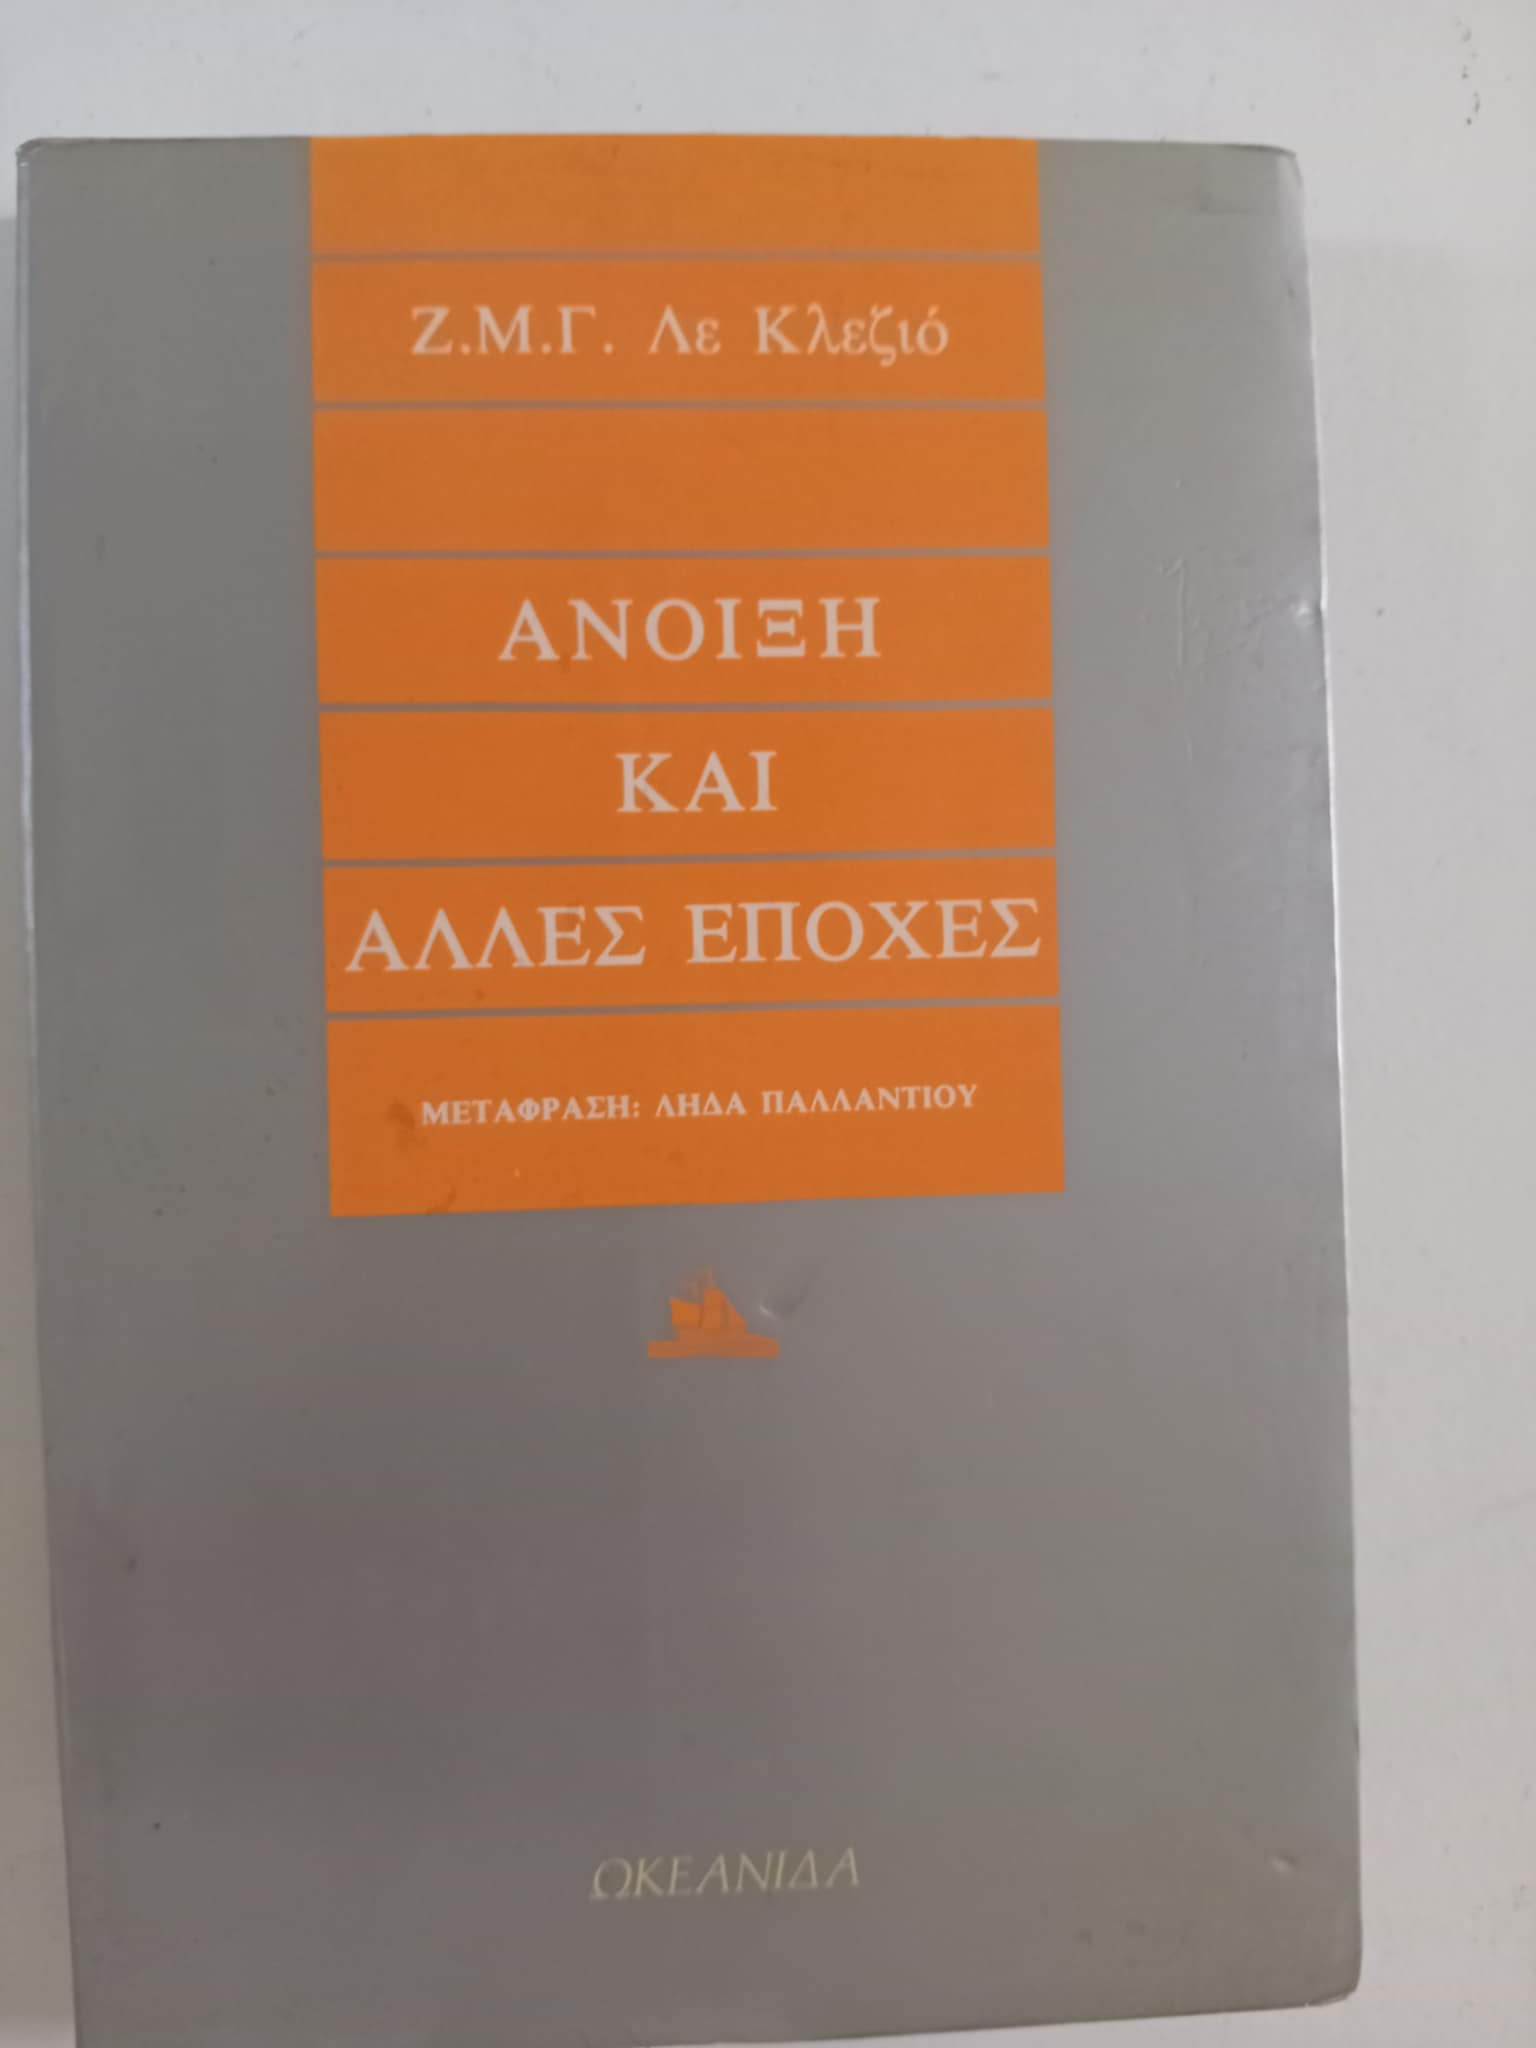 Ζ.Μ.Γ. Λε Κλεζιό
ΑΝΟΙΞΗ
ΚΑΙ
ΑΛΛΕΣ ΕΠΟΧΕΣ
ΜΕΤΑΦΡΑΣΗ: ΛΗΔΑ ΠΑΛΛΑΝΤΙΟΥ
ΩΚΕΑΝΙΔΑ